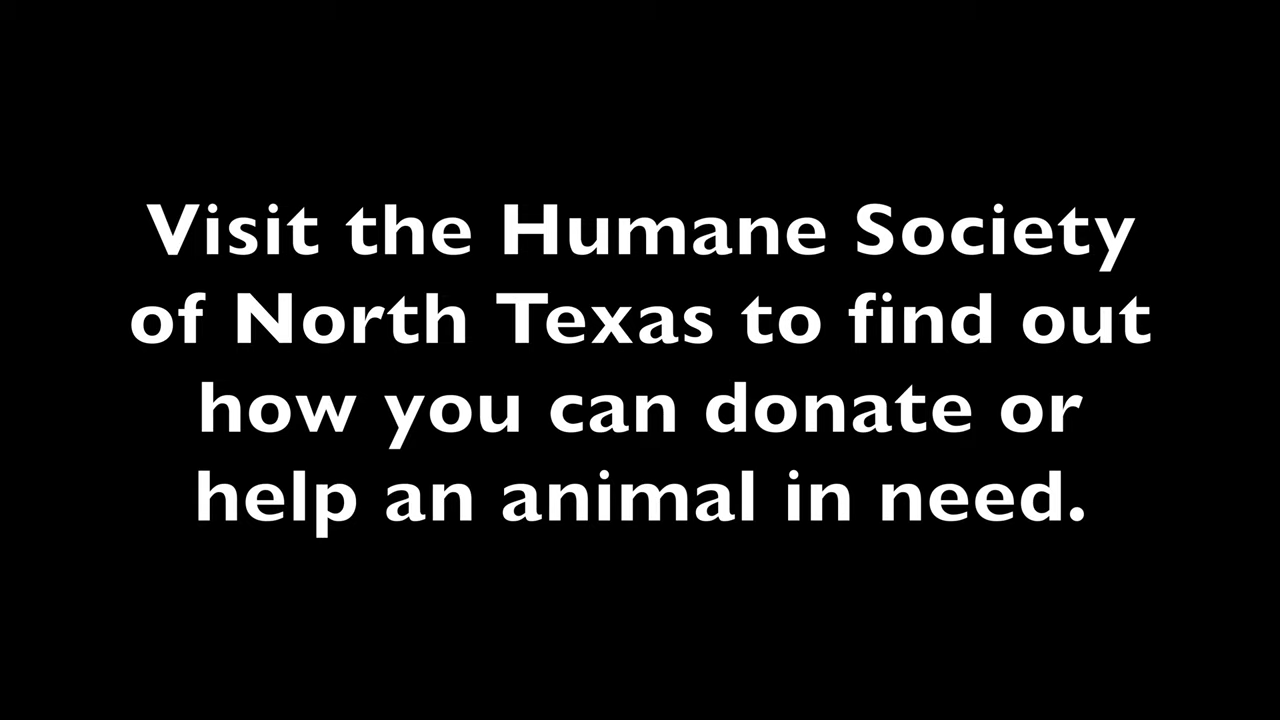 Visit the Humane Society
of North Texas to find out
how you can donate or
help an animal in need.